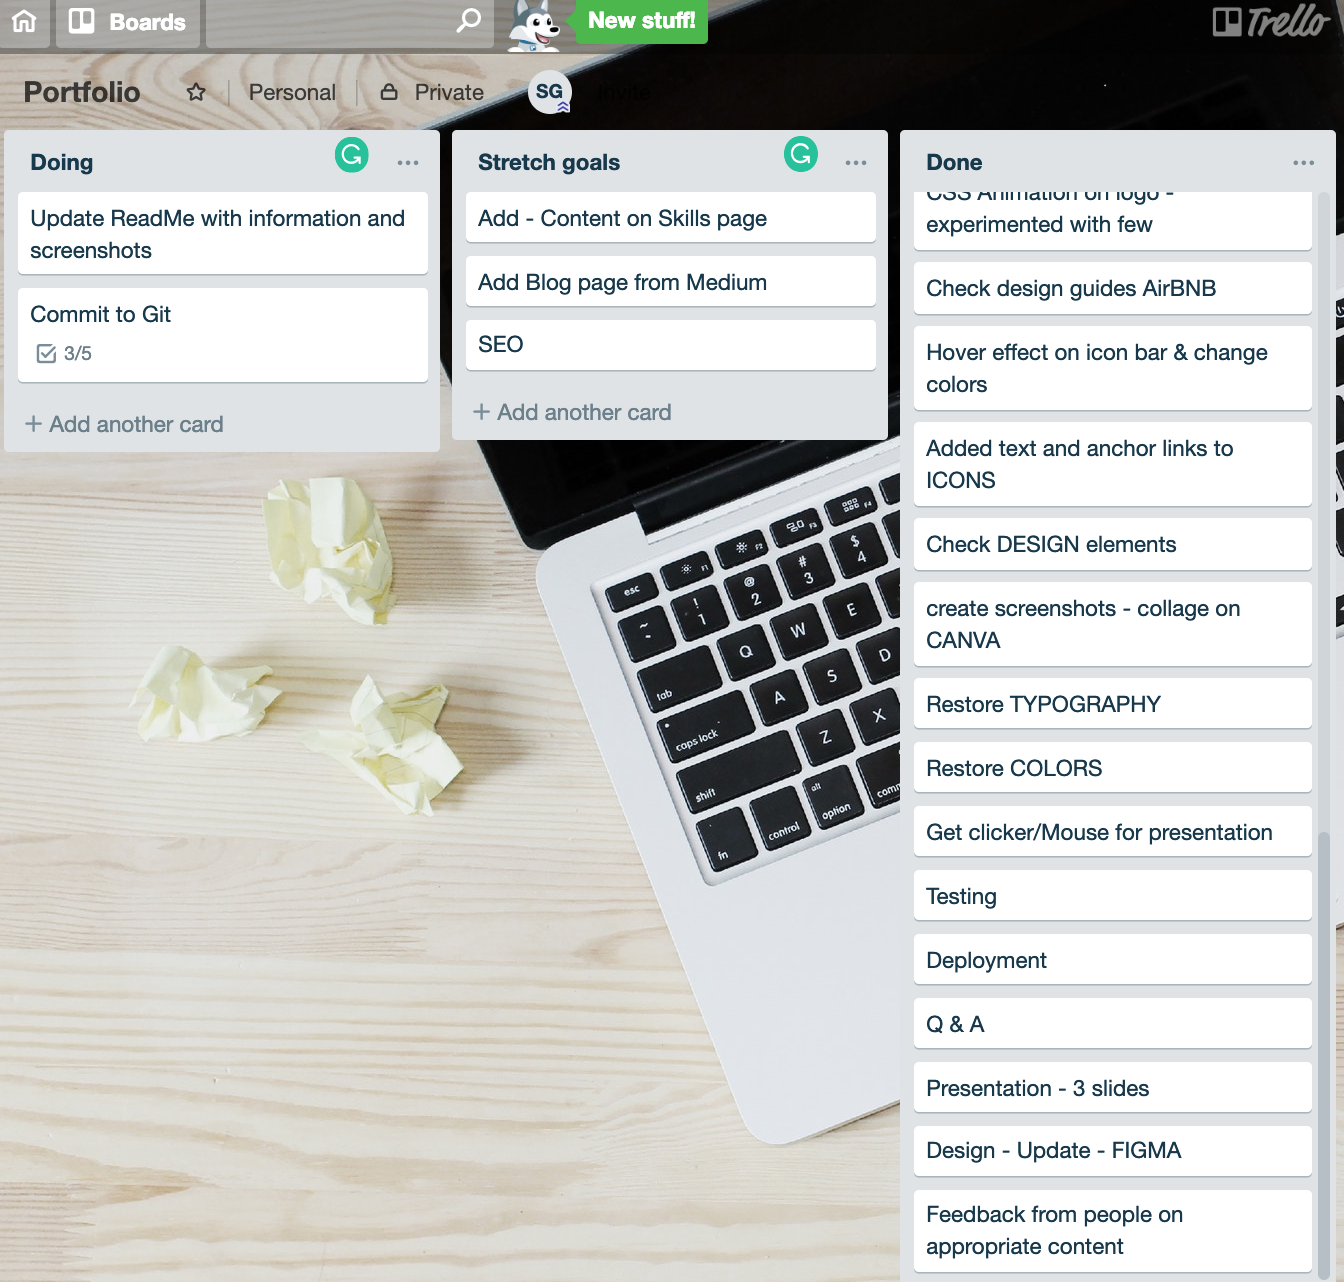 Boards
New stuff!
Trello
Portfolio
Personal
Private
SG
Invite
Doing
Update ReadMe with information and
screenshots
Commit to Git
3/5
+ Add another card
Stretch goals
Add - Content on Skills page
Add Blog page from Medium
SEO
+ Add another card
Done
CSS Animation on logo -
experimented with few
Check design guides AirBNB
Hover effect on icon bar & change
colors
Added text and anchor links to
ICONS
Check DESIGN elements
create screenshots - collage on
CANVA
Restore TYPOGRAPHY
Restore COLORS
Get clicker/Mouse for presentation
Testing
Deployment
Q & A
Presentation - 3 slides
Design - Update - FIGMA
Feedback from people on
appropriate content
esc
F1
F2
F3
F4
~
!
1
@
2
#
3
$
4
tab
Q
W
E
caps lock
A
S
D
shift
Z
X
fn
control
alt
option